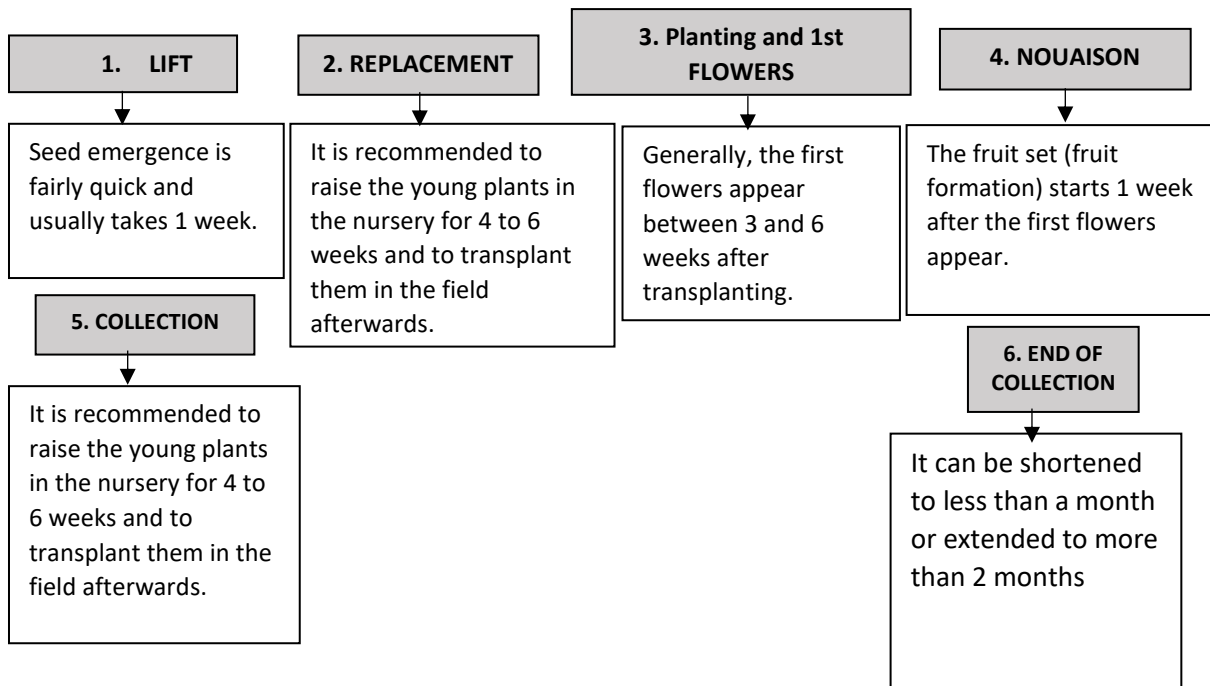 1. LIFT
Seed emergence is
fairly quick and
usually takes 1 week.
2. REPLACEMENT
It is recommended to
raise the young plants in
the nursery for 4 to 6
weeks and to transplant
them in the field
afterwards.
3. Planting and 1st
FLOWERS
Generally, the first
flowers appear
between 3 and 6
weeks after
transplanting.
4. NOUAISON
The fruit set (fruit
formation) starts 1 week
after the first flowers
appear.
5. COLLECTION
It is recommended to
raise the young plants
in the nursery for 4 to
6 weeks and to
transplant them in the
field afterwards.
6. END OF
COLLECTION
It can be shortened
to less than a month
or extended to more
than 2 months